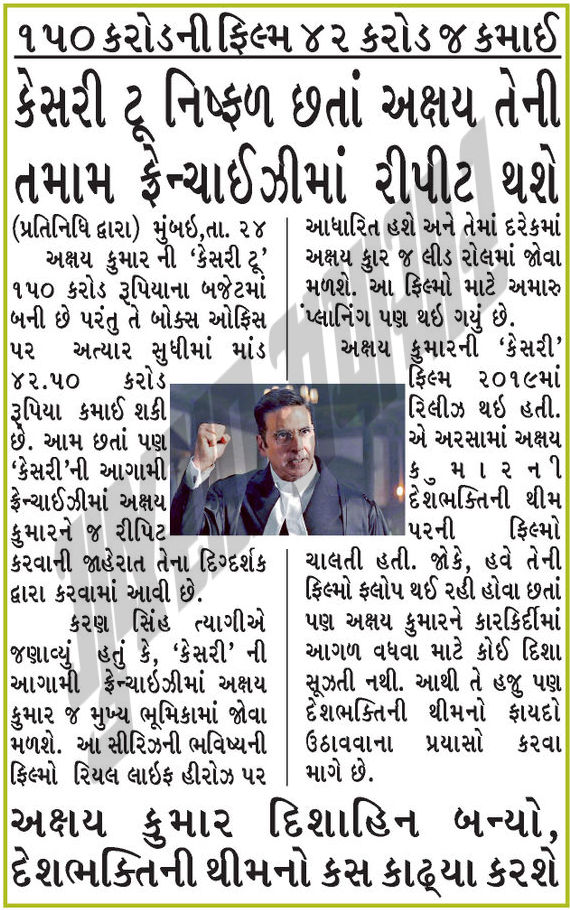 ૧૫૦ કરોડની ફિલ્મ ૪૨ કરોડ જ કમાઈ
કેસરી ટૂ નિષ્ફળ છતાં અક્ષય તેની
તમામ ફ્રેન્ચાઈઝીમાં રીપીટ થશે
(પ્રતિનિધિ દ્વારા) મુંબઇ,તા. ૨૪
અક્ષય કુમાર ની ‘કેસરી ટૂ’
૧૫૦ કરોડ રૂપિયાના બજેટમાં
બની છે પરંતુ તે બોક્સ ઓફિસ
પર અત્યાર સુધીમાં માંડ
૪૨.૫૦ કરોડ
રૂપિયા કમાઈ શકી
છે. આમ છતાં પણ
‘કેસરી’ની આગામી
ફ્રેન્ચાઈઝીમાં અક્ષય
કુમારને જ રીપિટ
કરવાની જાહેરાત તેના દિગ્દર્શક
દ્વારા કરવામાં આવી છે.
કરણ સિંહ ત્યાગીએ
જણાવ્યું હતું કે, ‘કેસરી’ ની
આગામી ફ્રેન્ચાઇઝીમાં અક્ષય
કુમાર જ મુખ્ય ભૂમિકામાં જોવા
મળશે. આ સીરિઝની ભવિષ્યની
ફિલ્મો રિયલ લાઇફ હીરોઝ પર
આધારિત હશે અને તેમાં દરેકમાં
અક્ષય કુાર જ લીડ રોલમાં જોવા
મળશે. આ ફિલ્મો માટે અમારુ
પ્લાનિંગ પણ થઇ ગયું છે.
અક્ષય કુમારની ‘કેસરી’
ફિલ્મ ૨૦૧૯માં
રિલીઝ થઇ હતી.
એ અરસામાં અક્ષય
કુમારની
દેશભક્તિની થીમ
પરની ફિલ્મો
ચાલતી હતી. જોકે, હવે તેની
ફિલ્મો ફલોપ થઈ રહી હોવા છતાં
પણ અક્ષય કુમારને કારકિર્દીમાં
આગળ વધવા માટે કોઈ દિશા
સૂઝતી નથી. આથી તે હજુ પણ
દેશભક્તિની થીમનો ફાયદો
ઉઠાવવાના પ્રયાસો કરવા
માગે છે.
અક્ષય કુમાર દિશાહિન બન્યો,
દેશભક્તિની થીમનો કસ કાઢ્યા કરશે